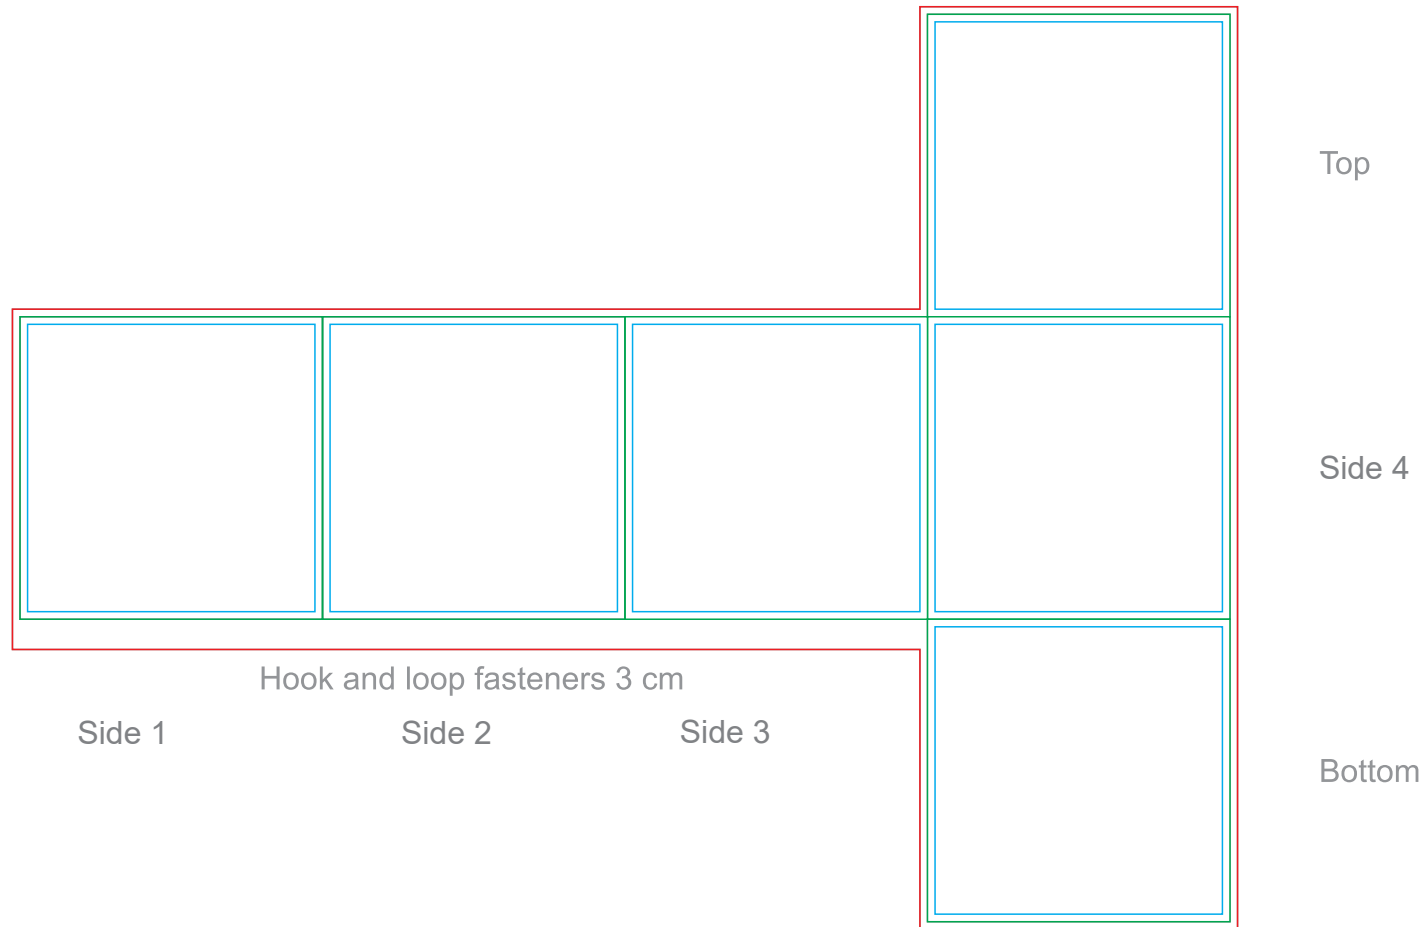 Top
Side 4
Hook and loop fasteners 3 cm
Side 1
Side 2
Side 3
Bottom